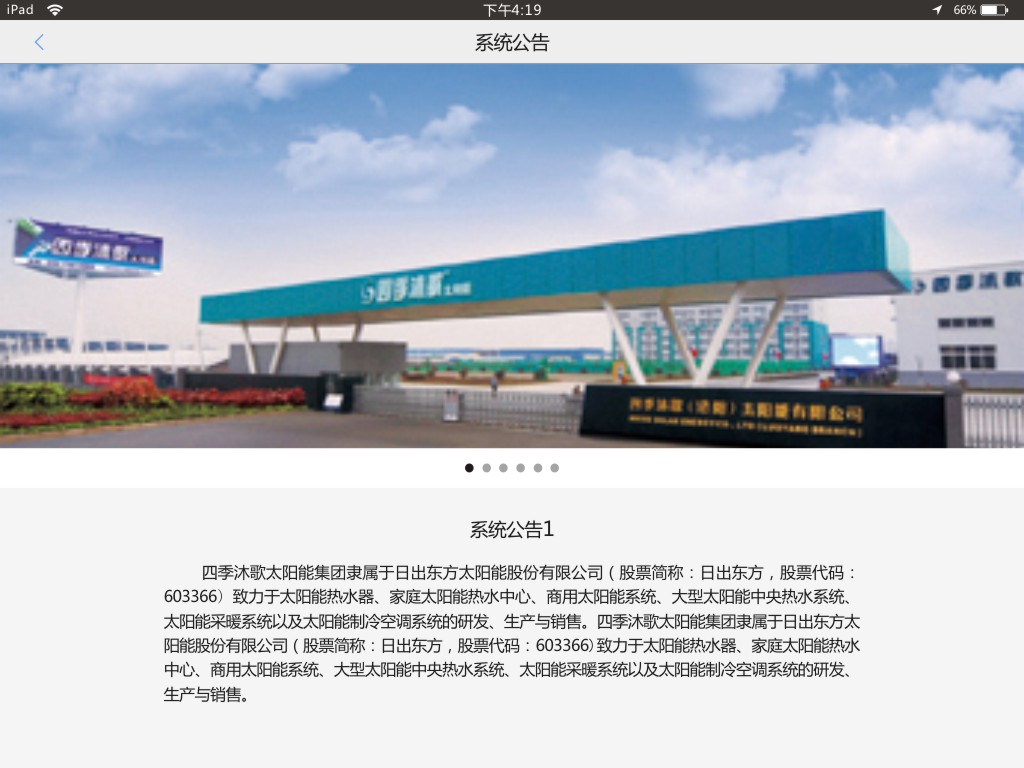 iPad
下午4:19
66%
系统公告
四季沐歌
四季沐歌 太阳能
四季沐歌
四季沐歌（洛阳）太阳能有限公司
系统公告1
四季沐歌太阳能集团隶属于日出东方太阳能股份有限公司（股票简称：日出东方，股票代码：
603366）致力于太阳能热水器、家庭太阳能热水中心、商用太阳能系统、大型太阳能中央热水系统、
太阳能采暖系统以及太阳能制冷空调系统的研发、生产与销售。四季沐歌太阳能集团隶属于日出东方太
阳能股份有限公司（股票简称：日出东方，股票代码：603366)致力于太阳能热水器、家庭太阳能热水
中心、商用太阳能系统、大型太阳能中央热水系统、太阳能采暖系统以及太阳能制冷空调系统的研发、
生产与销售。